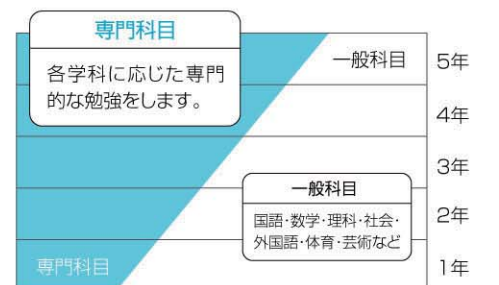 専門科目
各学科に応じた専門
的な勉強をします。
一般科目
5年
4年
3年
一般科目
国語・数学・理科・社会・
外国語・体育・芸術など
2年
専門科目
1年